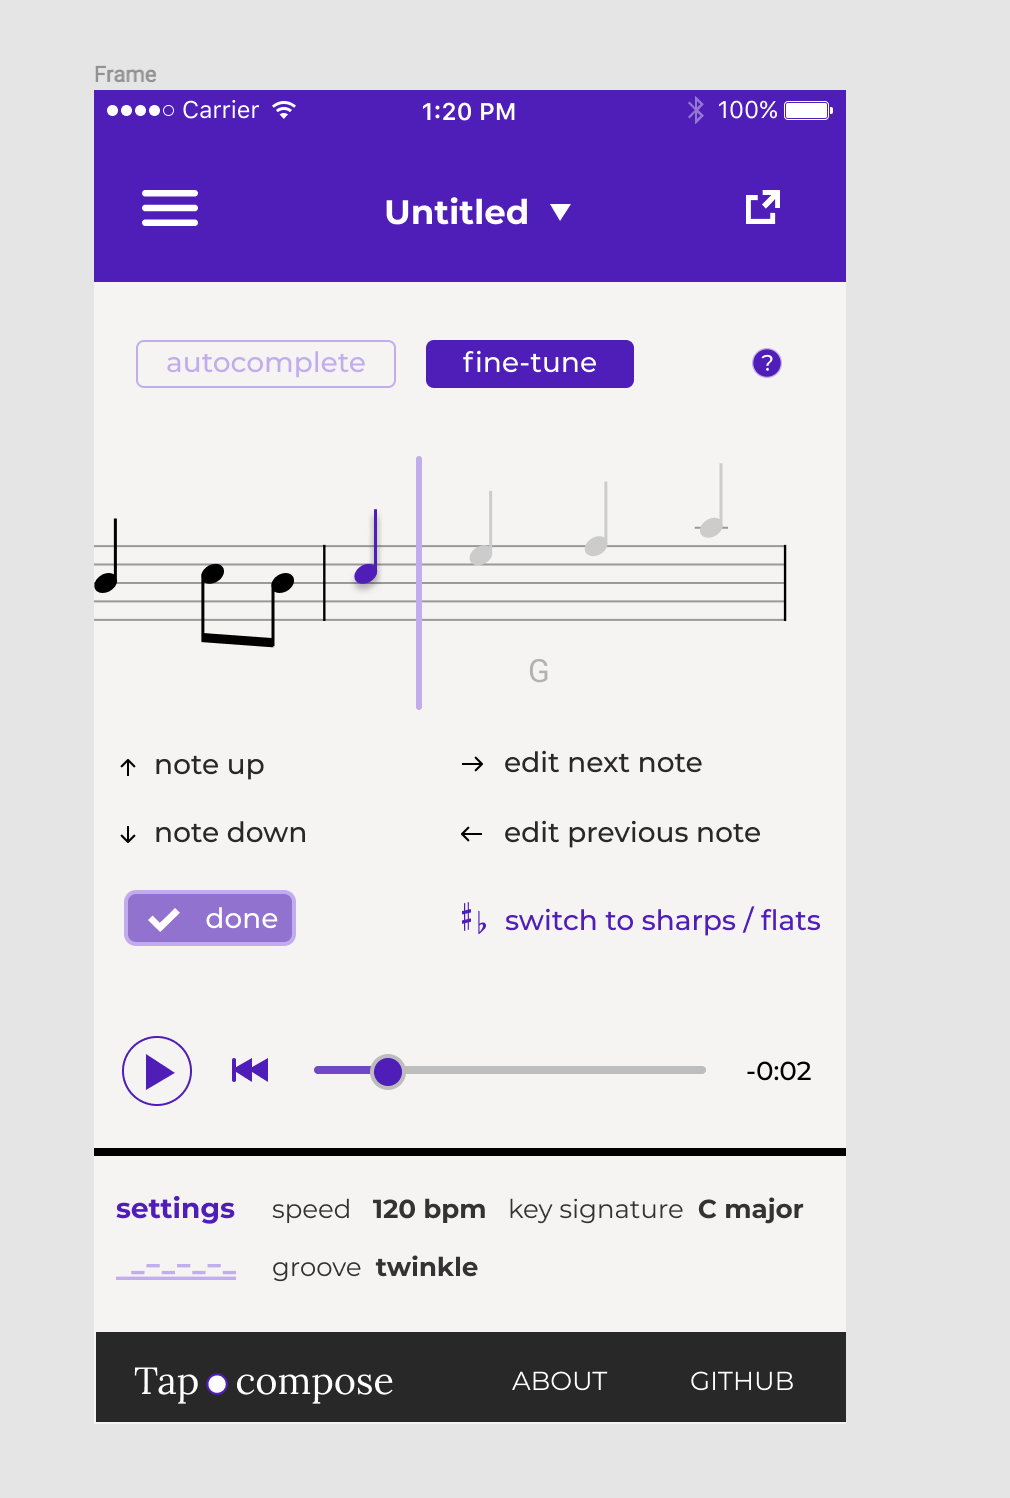 Frame
Carrier 1:20 PM 100%
Untitled
autocomplete fine-tune ?
G
note up edit next note
note down edit previous note
done switch to sharps / flats
-0:02
settings speed 120 bpm key signature C major
groove twinkle
Tap compose ABOUT GITHUB